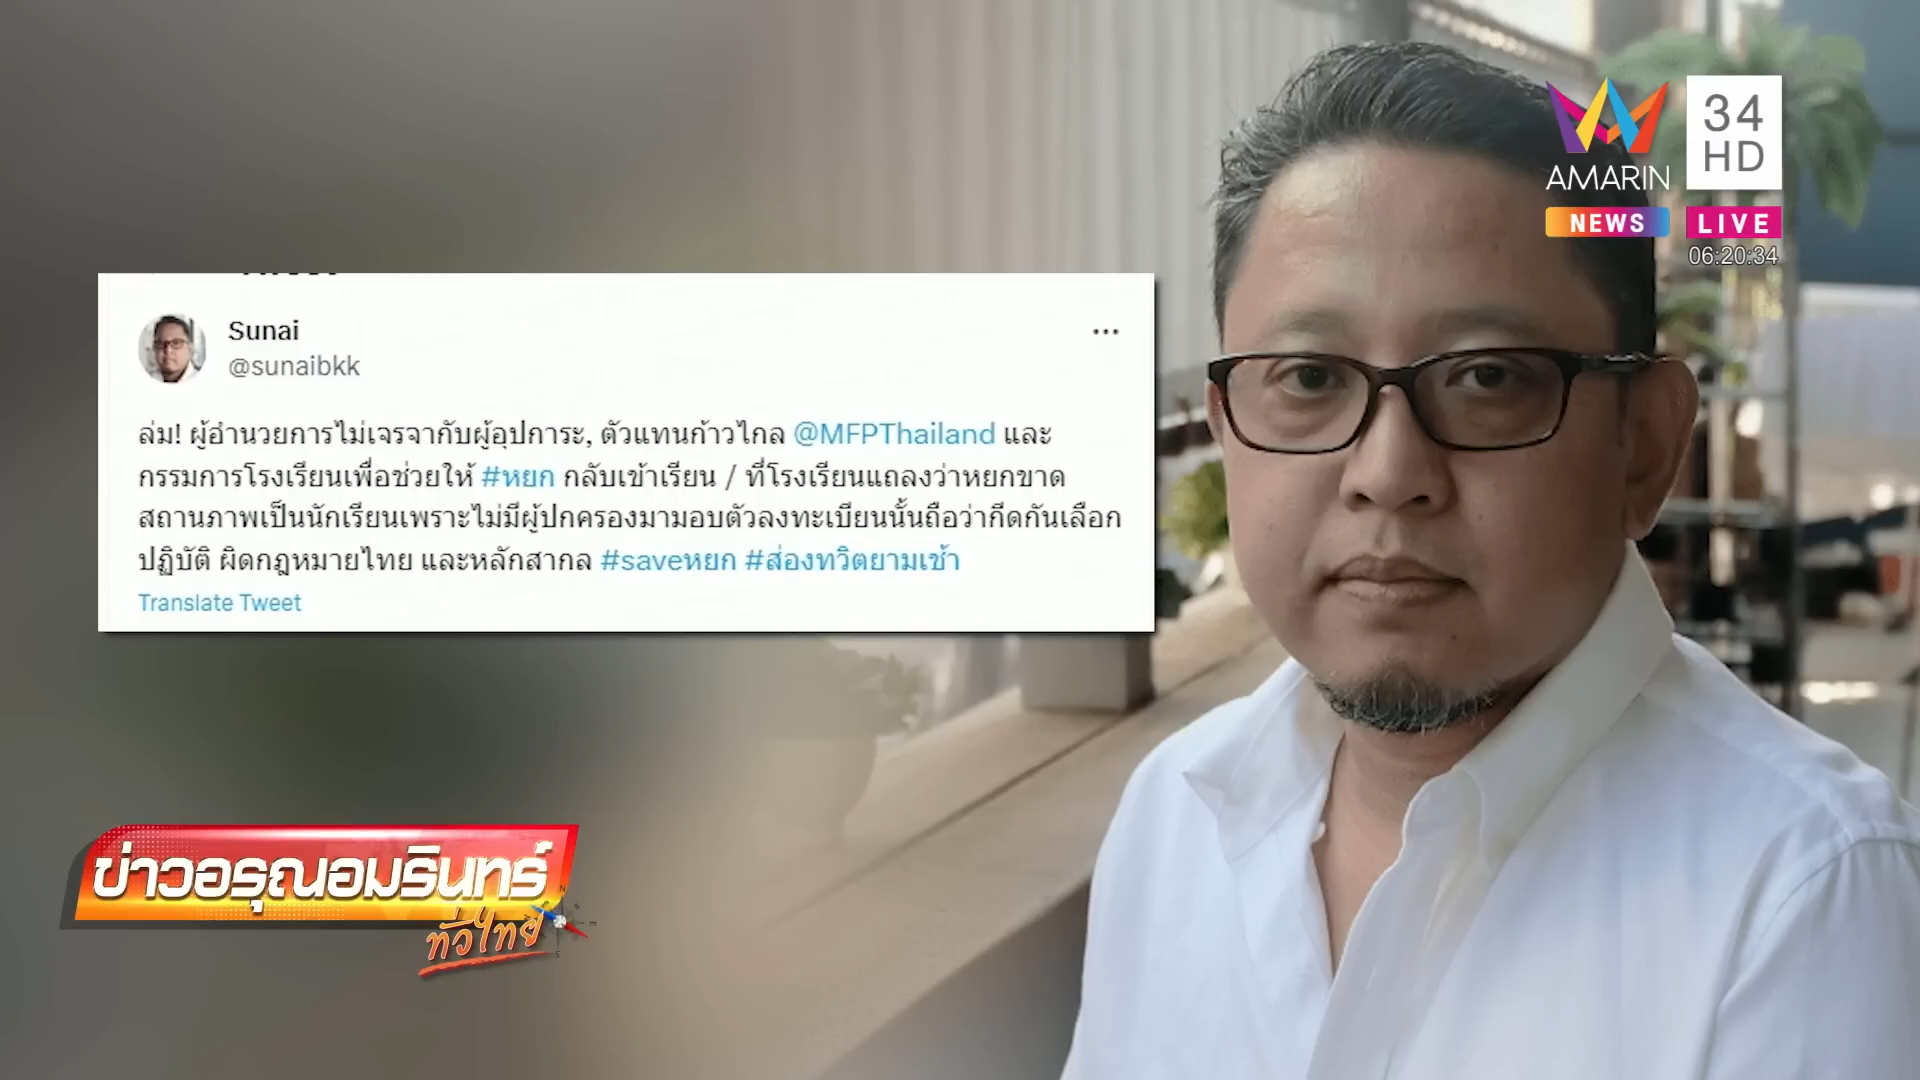 AMARIN
34
HD
NEWS
LIVE
06:20:34
Sunai
@sunaibkk
ล่ม! ผู้อำนวยการไม่เจรจากับผู้อุปการะ, ตัวแทนก้าวไกล @MFPThailand และ
กรรมการโรงเรียนเพื่อช่วยให้ #หยก กลับเข้าเรียน / ที่โรงเรียนแถลงว่าหยกขาด
สถานภาพเป็นนักเรียนเพราะไม่มีผู้ปกครองมามอบตัวลงทะเบียนนั้นถือว่ากีดกันเลือก
ปฏิบัติ ผิดกฎหมายไทย และหลักสากล #saveหยก #ส่องทวิตยามเช้า
Translate Tweet
ข่าวอรุณอมรินทร์
ทั่วไทย